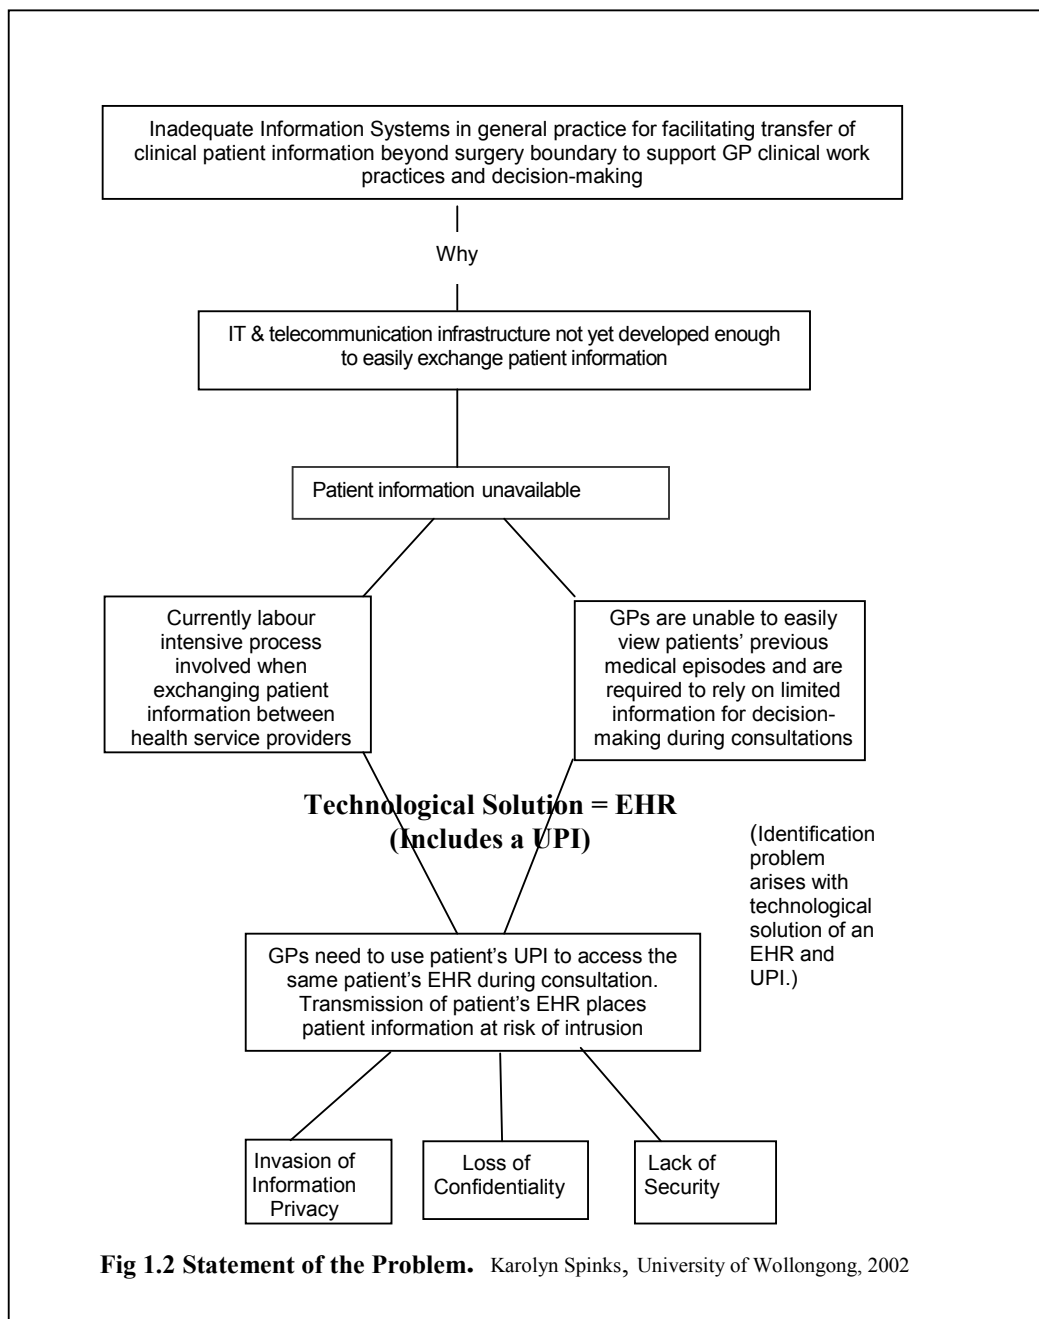 Inadequate Information Systems in general practice for facilitating transfer of
clinical patient information beyond surgery boundary to support GP clinical work
practices and decision-making
Why
IT & telecommunication infrastructure not yet developed enough
to easily exchange patient information
Patient information unavailable
Currently labour
intensive process
involved when
exchanging patient
information between
health service providers
GPs are unable to easily
view patients’ previous
medical episodes and are
required to rely on limited
information for decision-
making during consultations
Technological Solution = EHR
(Includes a UPI)
(Identification
problem
arises with
technological
solution of an
EHR and
UPI.)
GPs need to use patient’s UPI to access the
same patient’s EHR during consultation.
Transmission of patient’s EHR places
patient information at risk of intrusion
Invasion of
Information
Privacy
Loss of
Confidentiality
Lack of
Security
Fig 1.2 Statement of the Problem. Karolyn Spinks, University of Wollongong, 2002